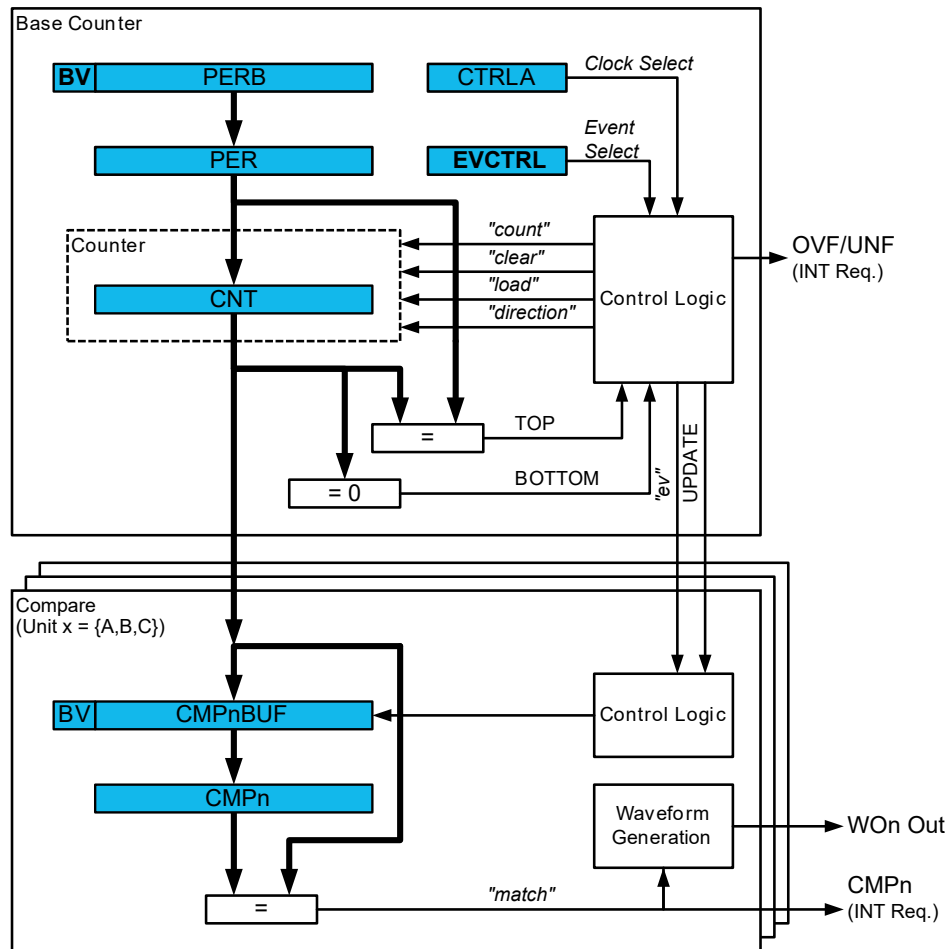 Base Counter
BV
PERB
CTRLA
Clock Select
PER
EVCTRL
Event
Select
Counter
CNT
"count"
"clear"
"load"
"direction"
Control Logic
OVF/UNF
(INT Req.)
=
TOP
= 0
BOTTOM
"ev"
UPDATE
Compare
(Unit x = {A,B,C})
BV
CMPnBUF
Control Logic
CMPn
Waveform
Generation
WOn Out
=
"match"
CMPn
(INT Req.)